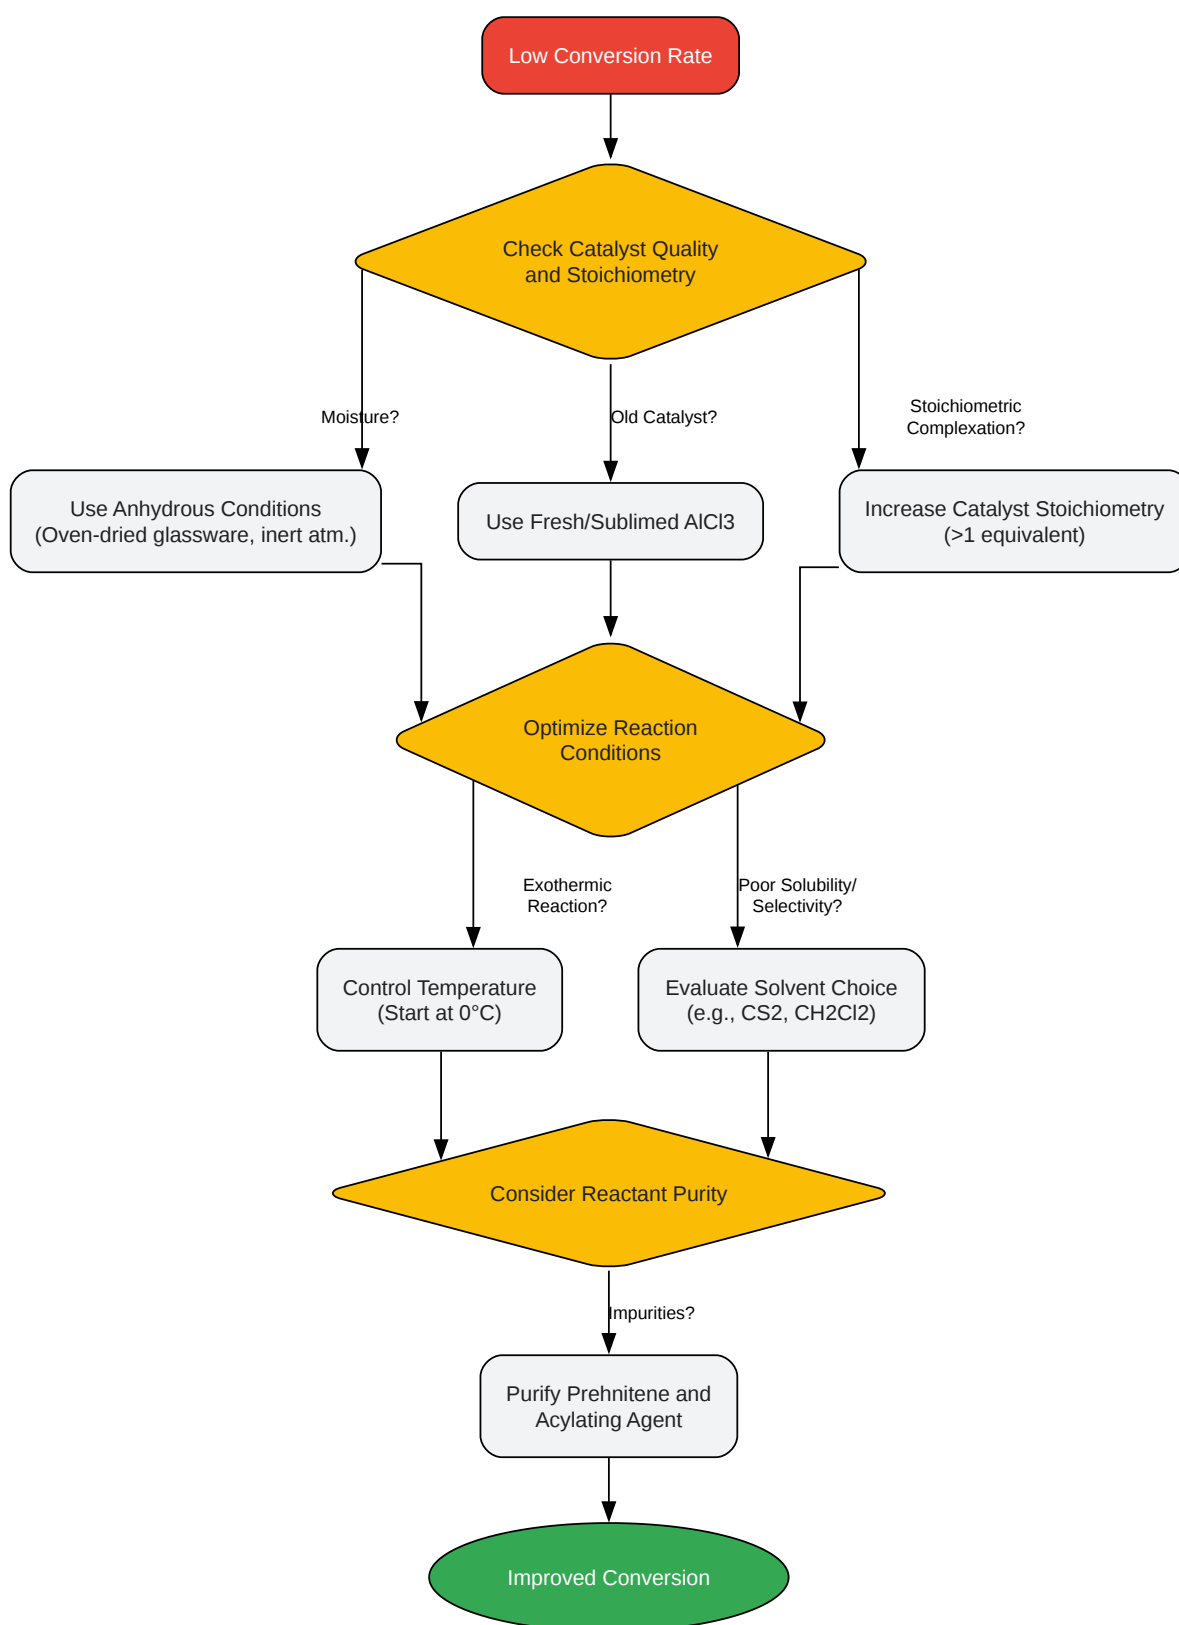 Low Conversion Rate
Check Catalyst Quality
and Stoichiometry
Moisture?
Old Catalyst?
Stoichiometric
Complexation?
Use Anhydrous Conditions
(Oven-dried glassware, inert atm.)
Use Fresh/Sublimed AlCl3
Increase Catalyst Stoichiometry
(>1 equivalent)
Optimize Reaction
Conditions
Exothermic
Reaction?
Poor Solubility/
Selectivity?
Control Temperature
(Start at 0°C)
Evaluate Solvent Choice
(e.g., CS2, CH2Cl2)
Consider Reactant Purity
Impurities?
Purify Prehnitene and
Acylating Agent
Improved Conversion